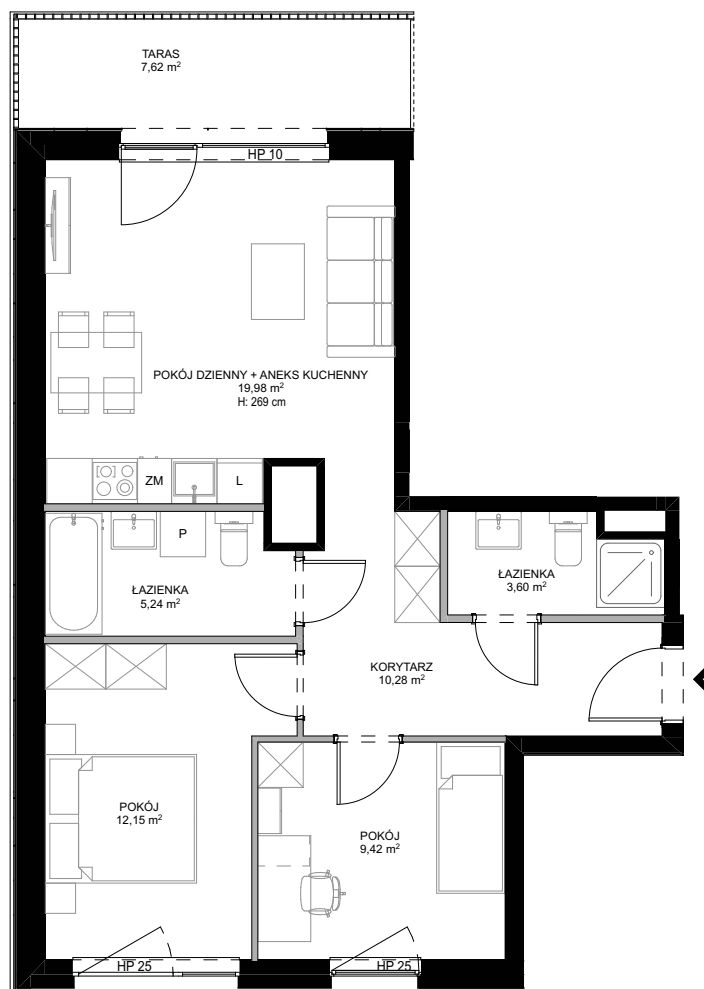 TARAS
7,62 m²
HP 10
POKÓJ DZIENNY + ANEKS KUCHENNY
19,98 m²
H: 269 cm
ZM
L
P
ŁAZIENKA
5,24 m²
ŁAZIENKA
3,60 m²
KORYTARZ
10,28 m²
POKÓJ
12,15 m²
POKÓJ
9,42 m²
HP 25
HP 25